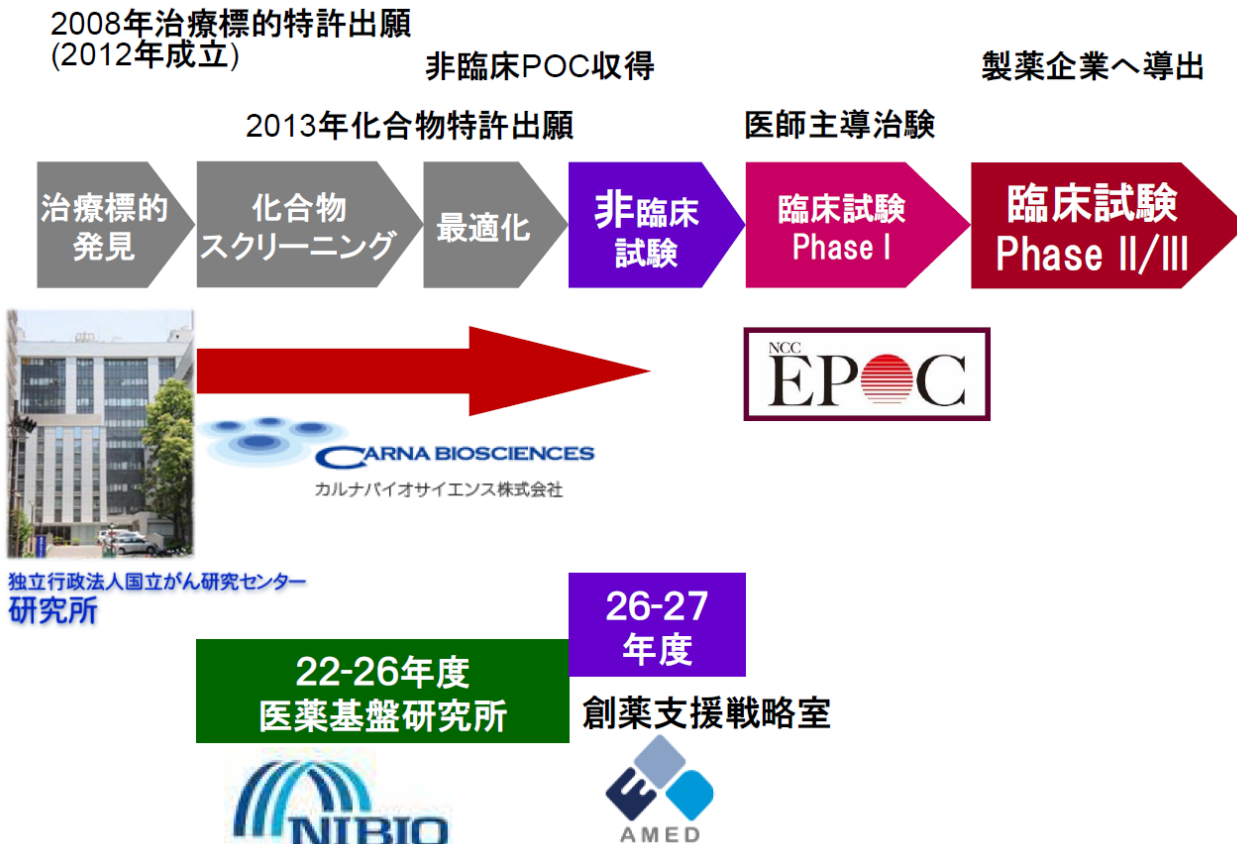 2008年治療標的特許出願
(2012年成立)
非臨床POC収得
製薬企業へ導出
2013年化合物特許出願
医師主導治験
治療標的
発見
化合物
スクリーニング
最適化
非臨床
試験
臨床試験
Phase I
臨床試験
Phase II/III
NCC
EPOC
CARNA BIOSCIENCES
カルナバイオサイエンス株式会社
独立行政法人国立がん研究センター
研究所
26-27
年度
22-26年度
医薬基盤研究所
創薬支援戦略室
NIBIO
AMED